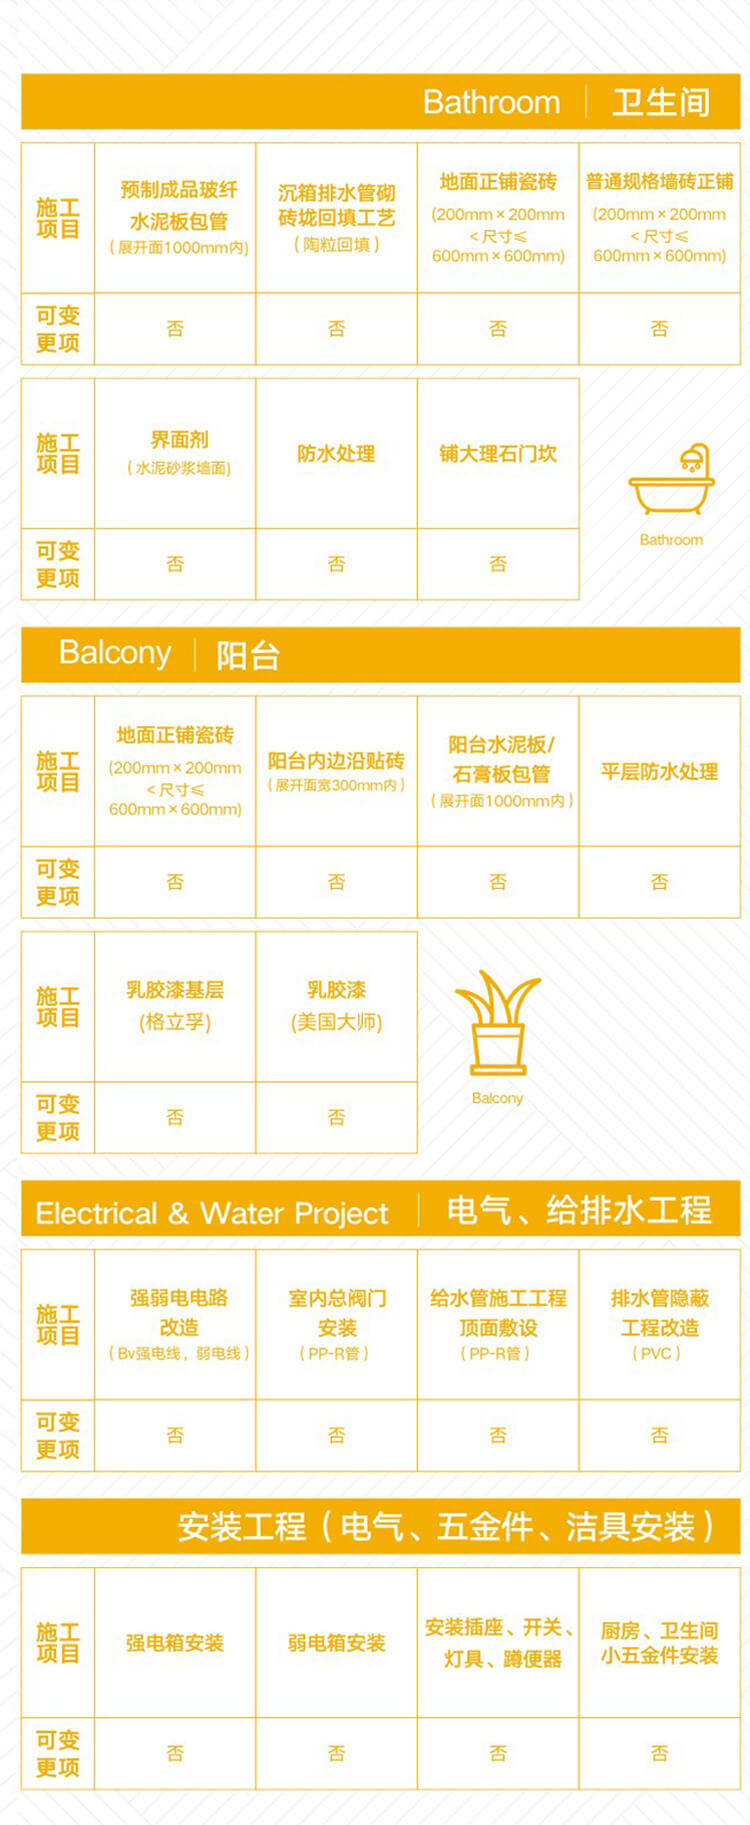 Bathroom | 卫生间
施工
项目
预制成品玻纤
水泥板包管
(展开面1000mm内)
沉箱排水管砌
砖垅回填工艺
(陶粒回填)
地面正铺瓷砖
(200mm×200mm
<尺寸≤
600mm×600mm)
普通规格墙砖正铺
(200mm×200mm
<尺寸≤
600mm×600mm)
可变
更项
否
否
否
否
施工
项目
界面剂
(水泥砂浆墙面)
防水处理
铺大理石门坎
Bathroom
可变
更项
否
否
否
Balcony | 阳台
施工
项目
地面正铺瓷砖
(200mm×200mm
<尺寸≤
600mm×600mm)
阳台内边沿贴砖
(展开面宽300mm内)
阳台水泥板/
石膏板包管
(展开面1000mm内)
平层防水处理
可变
更项
否
否
否
否
施工
项目
乳胶漆基层
(格立孚)
乳胶漆
(美国大师)
Balcony
可变
更项
否
否
Electrical & Water Project | 电气、给排水工程
施工
项目
强弱电电路
改造
(Bv强电线，弱电线)
室内总阀门
安装
(PP-R管)
给水管施工工程
顶面敷设
(PP-R管)
排水管隐蔽
工程改造
(PVC)
可变
更项
否
否
否
否
安装工程(电气、五金件、洁具安装)
施工
项目
强电箱安装
弱电箱安装
安装插座、开关、
灯具、蹲便器
厨房、卫生间
小五金件安装
可变
更项
否
否
否
否